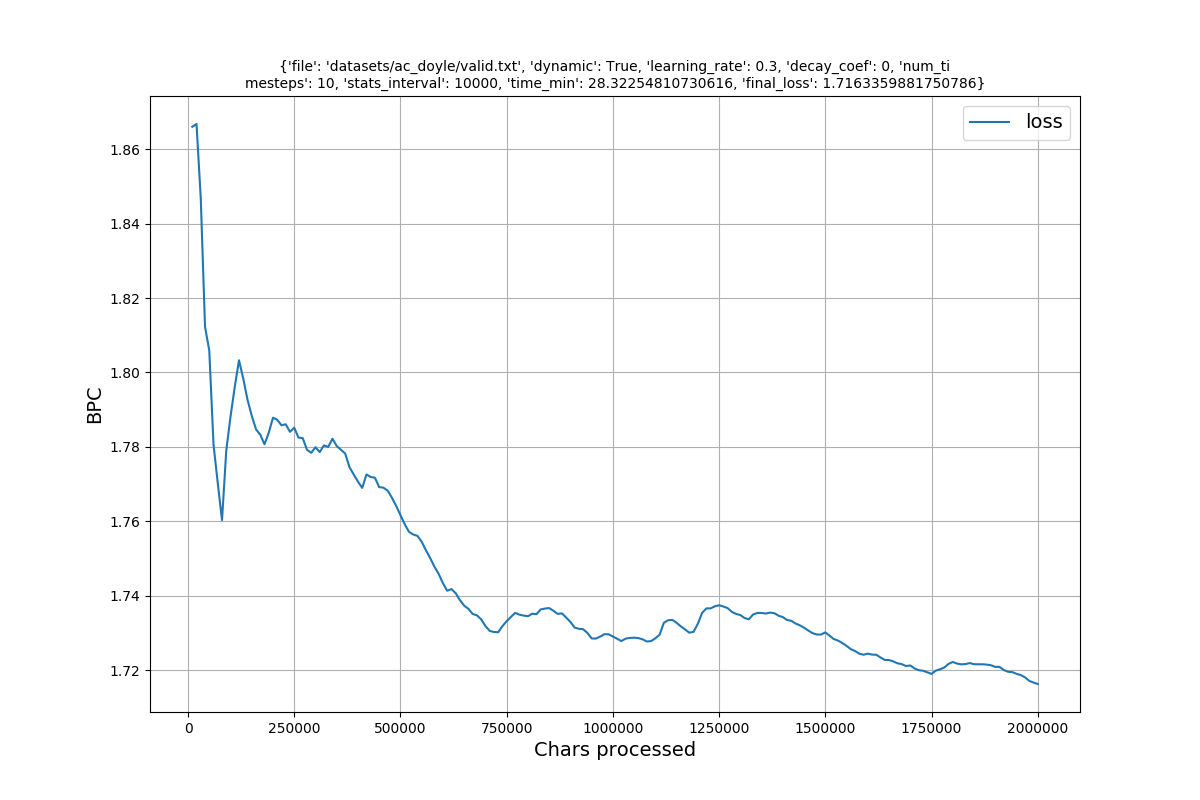 {'file': 'datasets/ac_doyle/valid.txt', 'dynamic': True, 'learning_rate': 0.3, 'decay_coef': 0, 'num_ti
mesteps': 10, 'stats_interval': 10000, 'time_min': 28.32254810730616, 'final_loss': 1.7163359881750786}
loss
1.86
1.84
1.82
1.80
1.78
1.76
1.74
1.72
BPC
0 250000 500000 750000 1000000 1250000 1500000 1750000 2000000
Chars processed